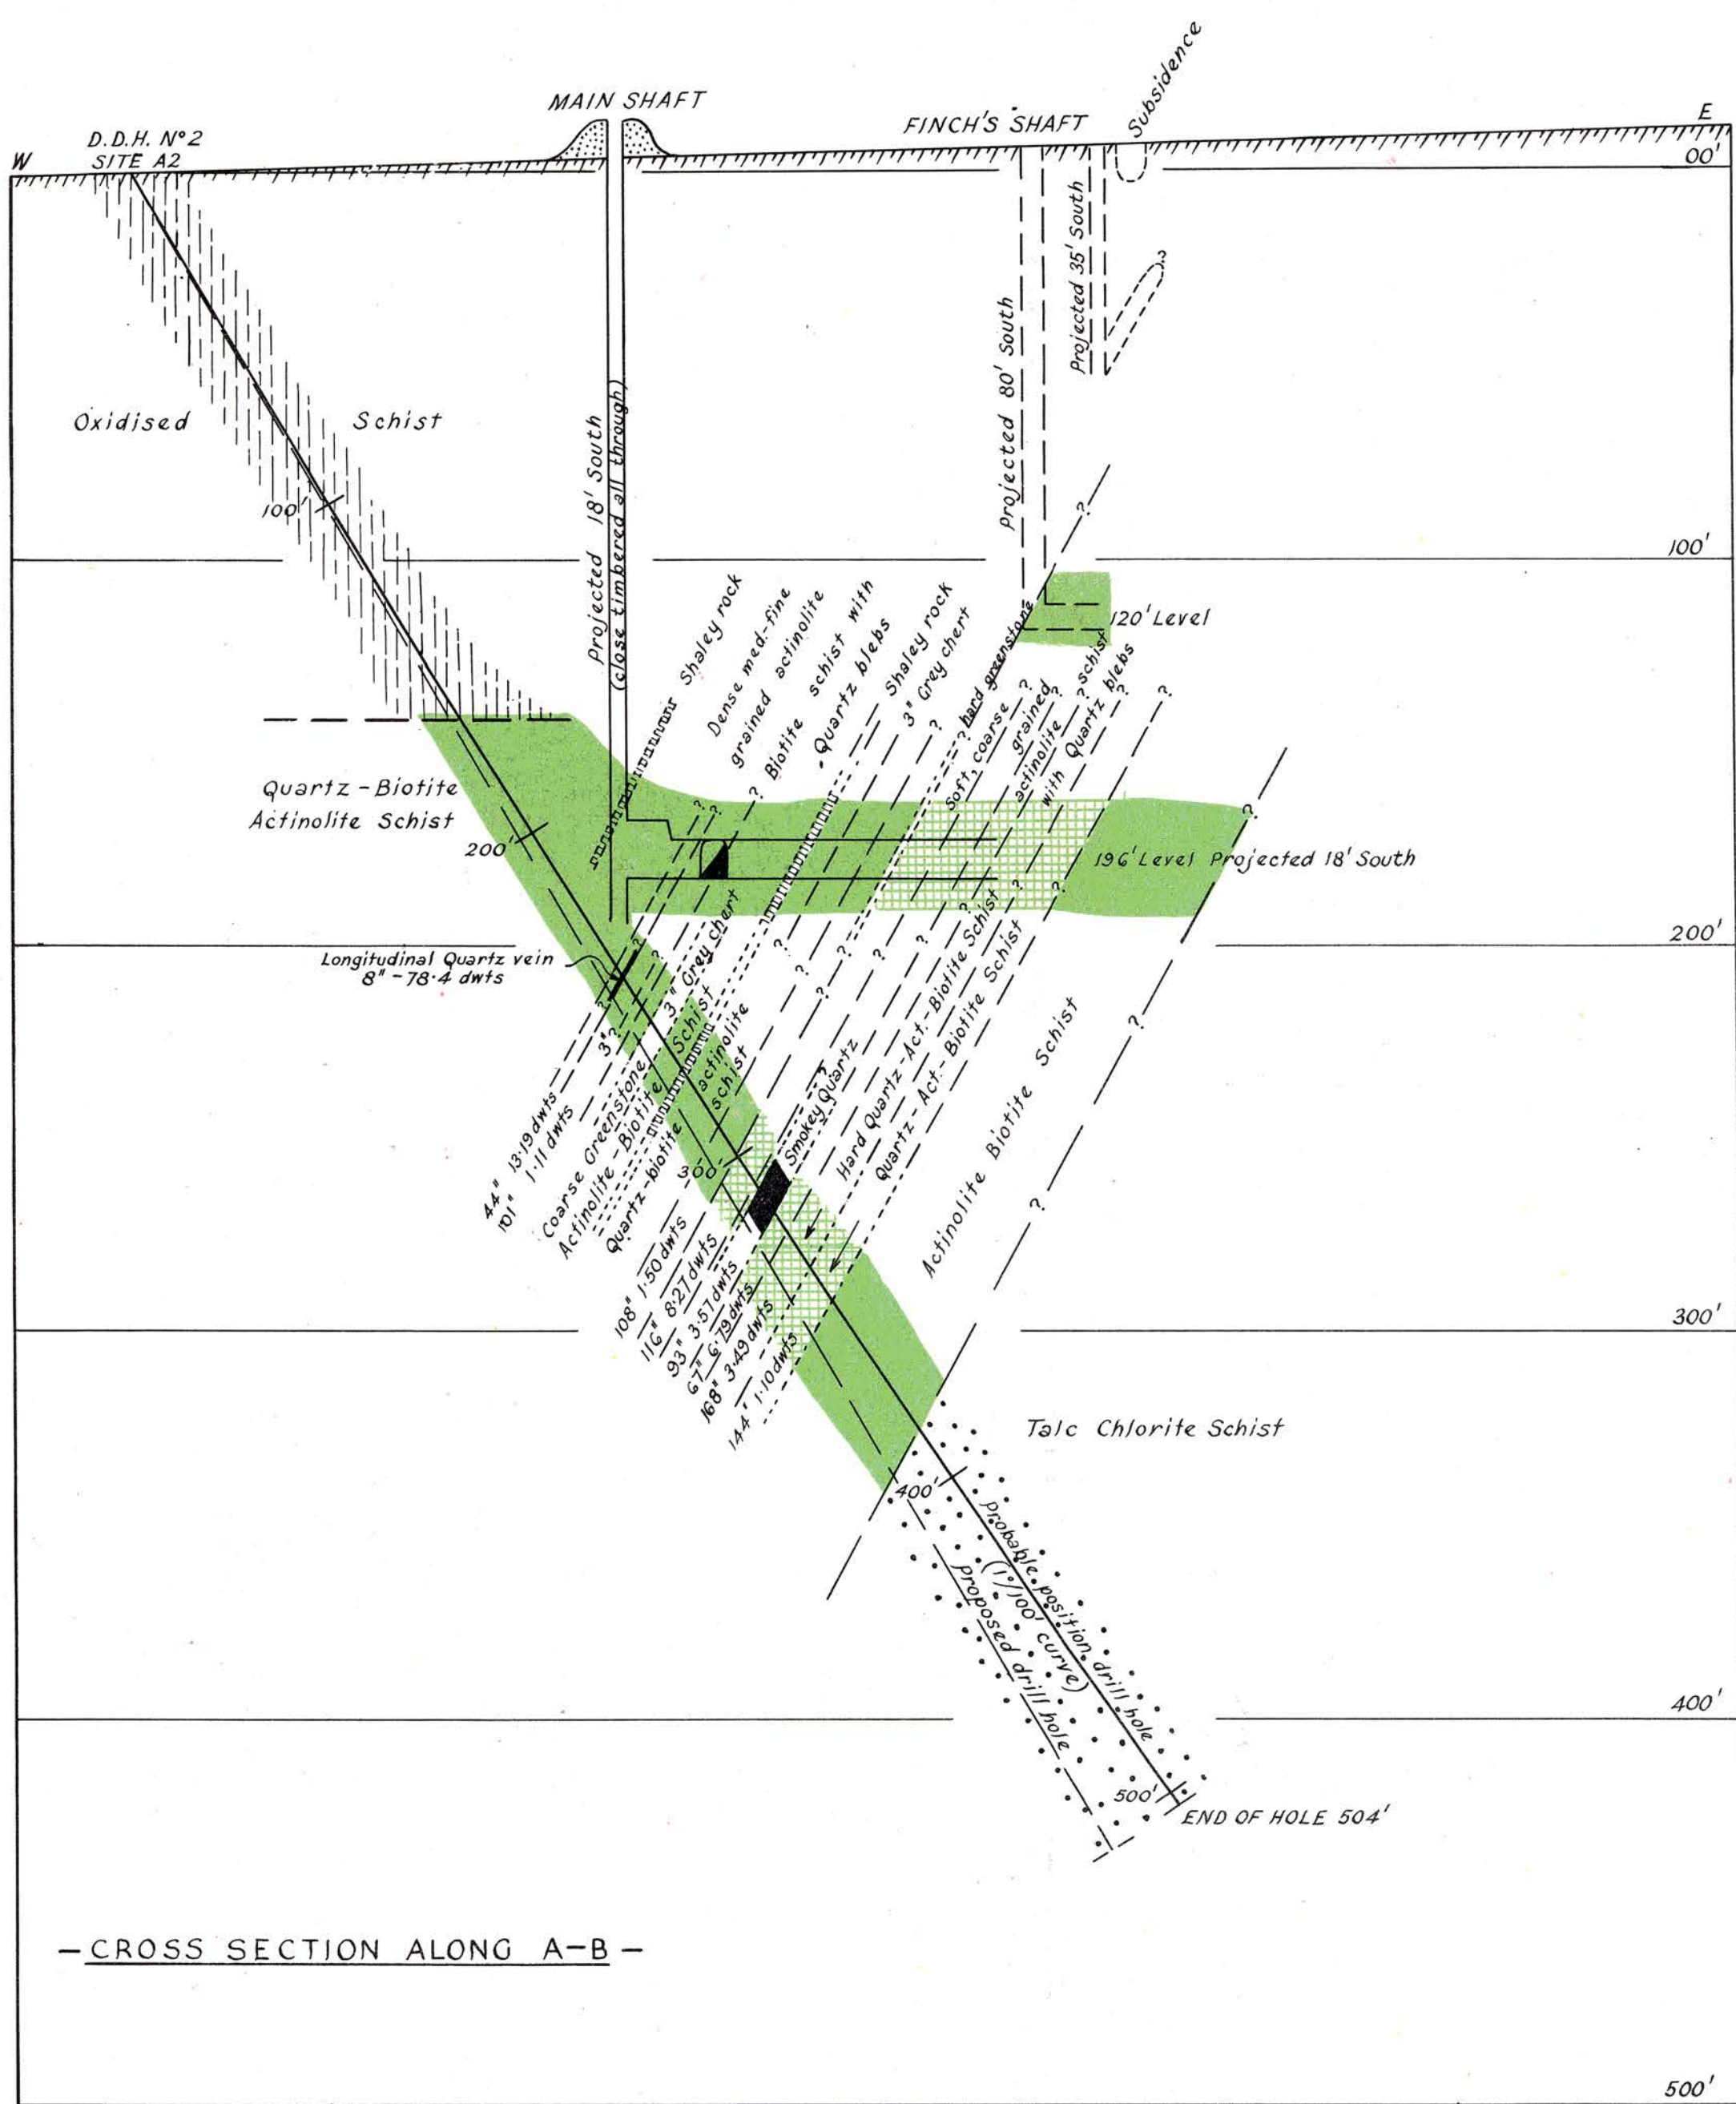 MAIN SHAFT
FINCH'S SHAFT
Subsidence
W
D.D.H. Nº2
SITE A2
E
00'
Projected 35' South
Projected 80' South
Oxidised Schist
Projected 18' South
(close timbered all through)
100'
100'
120' Level
Shaley rock
Dense med-fine
grained actinolite
Biotite schist with
Quartz blebs
Shaley rock
3" Grey chert
hard greenstone
Soft, coarse
grained
actinolite schist
with Quartz blebs
Quartz-Biotite
Actinolite Schist
200'
196' Level Projected 18' South
200'
Longitudinal Quartz vein
8" - 78.4 dwts
3" Grey chert
3"
44" 13.19 dwts
101" 1.11 dwts
Coarse Greenstone
Actinolite-Biotite Schist
Quartz-biotite actinolite
schist
300'
Smokey Quartz
Hard Quartz-Act.-Biotite Schist
Quartz-Act.-Biotite Schist
Actinolite Biotite Schist
108" 1.50 dwts
116" 8.27 dwts
93" 3.57 dwts
67" 6.79 dwts
168" 3.49 dwts
144" 1.10 dwts
300'
Talc Chlorite Schist
400'
Probable position drill hole
(1°/100' curve)
proposed drill hole
400'
500'
END OF HOLE 504'
- CROSS SECTION ALONG A-B -
500'